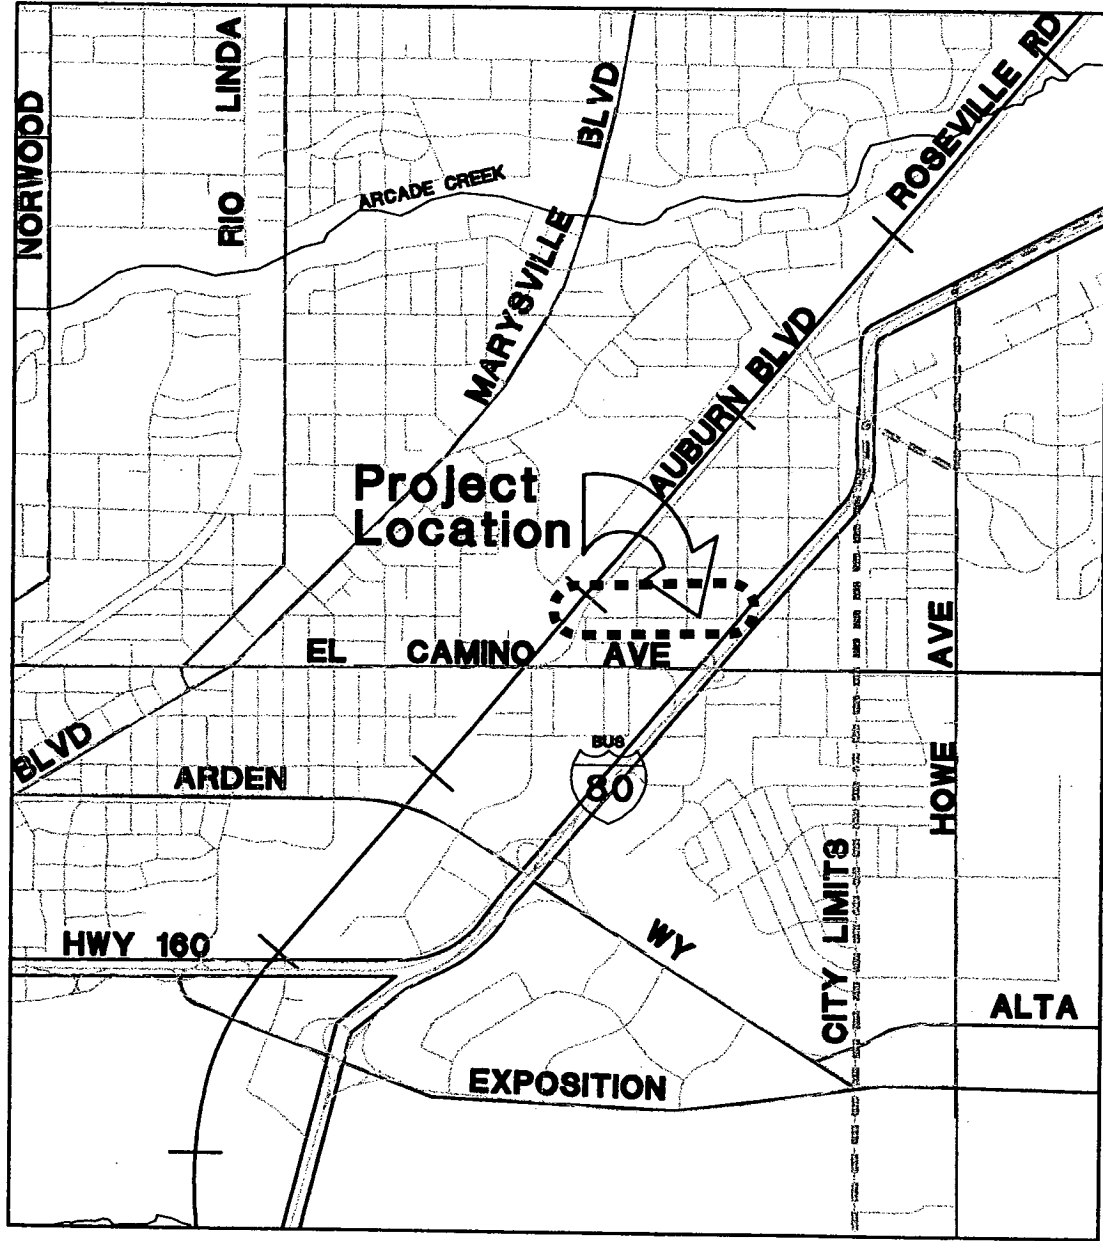 NORWOOD
RIO LINDA
MARYSVILLE BLVD
ROSEVILLE RD
ARCADE CREEK
AUBURN BLVD
Project
Location
EL CAMINO AVE
HOWE AVE
BLVD
ARDEN
BUS
80
CITY LIMITS
HWY 160
WY
ALTA
EXPOSITION